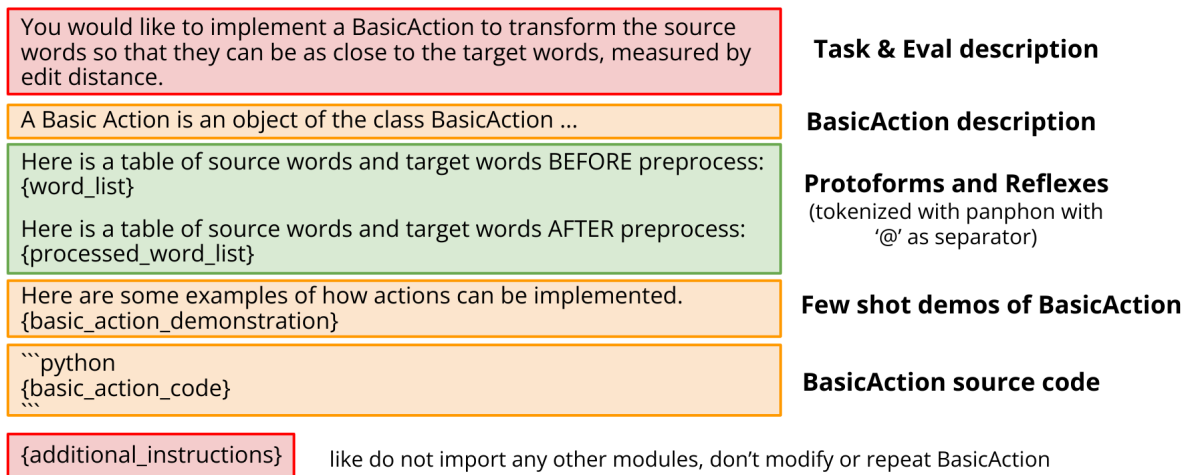 You would like to implement a BasicAction to transform the source
words so that they can be as close to the target words, measured by
edit distance.
Task & Eval description
A Basic Action is an object of the class BasicAction ...
BasicAction description
Here is a table of source words and target words BEFORE preprocess:
{word_list}
Here is a table of source words and target words AFTER preprocess:
{processed_word_list}
Protoforms and Reflexes
(tokenized with panphon with
‘@’ as separator)
Here are some examples of how actions can be implemented.
{basic_action_demonstration}
Few shot demos of BasicAction
```python
{basic_action_code}
```
BasicAction source code
{additional_instructions}
like do not import any other modules, don’t modify or repeat BasicAction